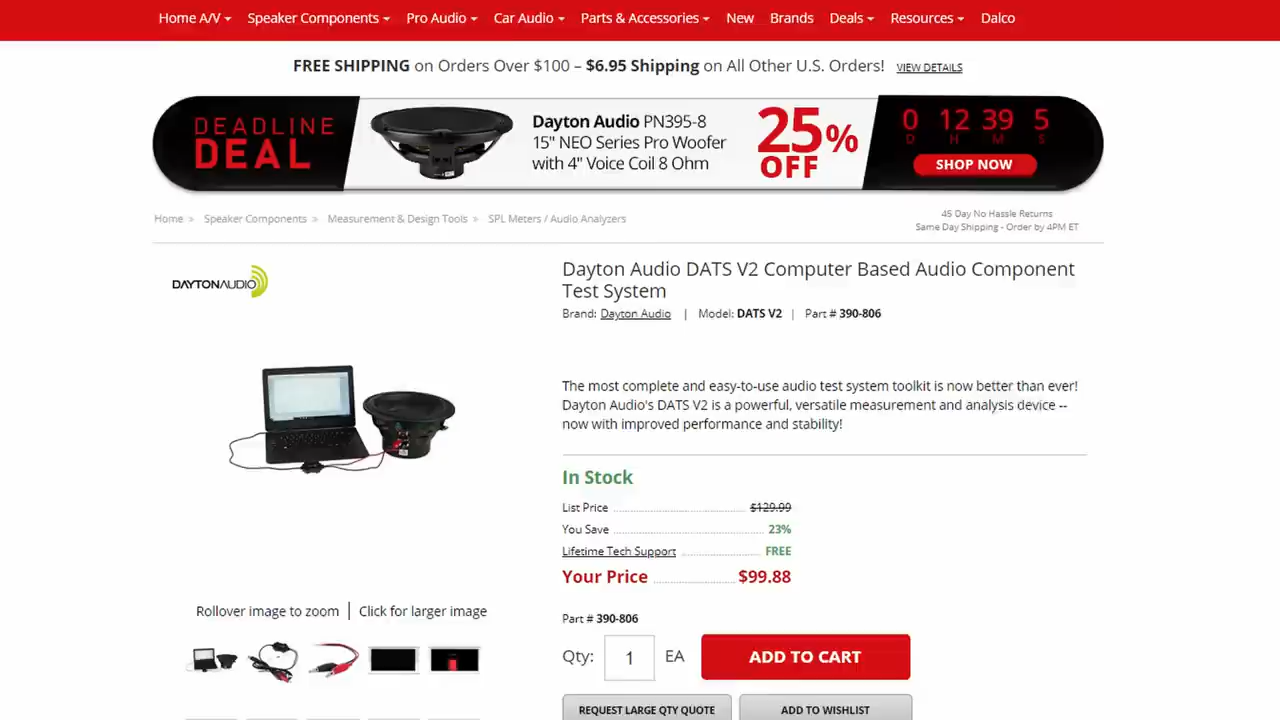 Home A/V Speaker Components Pro Audio Car Audio Parts & Accessories New Brands Deals Resources Dalco
FREE SHIPPING on Orders Over $100 – $6.95 Shipping on All Other U.S. Orders! VIEW DETAILS
DEADLINE
DEAL
Dayton Audio PN395-8
15" NEO Series Pro Woofer
with 4" Voice Coil 8 Ohm
25%
OFF
0 12 39 5
D H M S
SHOP NOW
Home » Speaker Components » Measurement & Design Tools » SPL Meters / Audio Analyzers
45 Day No Hassle Returns
Same Day Shipping - Order by 4PM ET
DAYTONAUDIO
Dayton Audio DATS V2 Computer Based Audio Component
Test System
Brand: Dayton Audio | Model: DATS V2 | Part # 390-806
The most complete and easy-to-use audio test system toolkit is now better than ever!
Dayton Audio's DATS V2 is a powerful, versatile measurement and analysis device --
now with improved performance and stability!
In Stock
List Price $129.99
You Save 23%
Lifetime Tech Support FREE
Your Price $99.88
Rollover image to zoom | Click for larger image
Part # 390-806
Qty: 1 EA ADD TO CART
REQUEST LARGE QTY QUOTE ADD TO WISHLIST